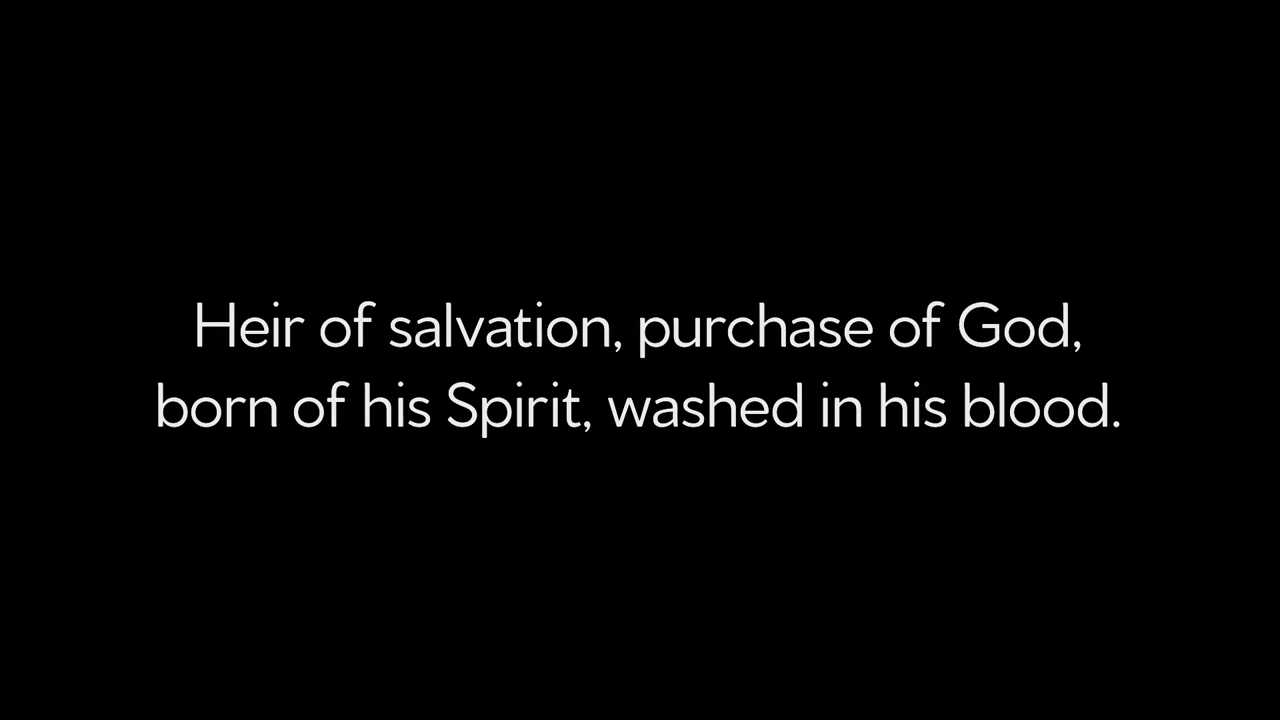 Heir of salvation, purchase of God,
born of his Spirit, washed in his blood.